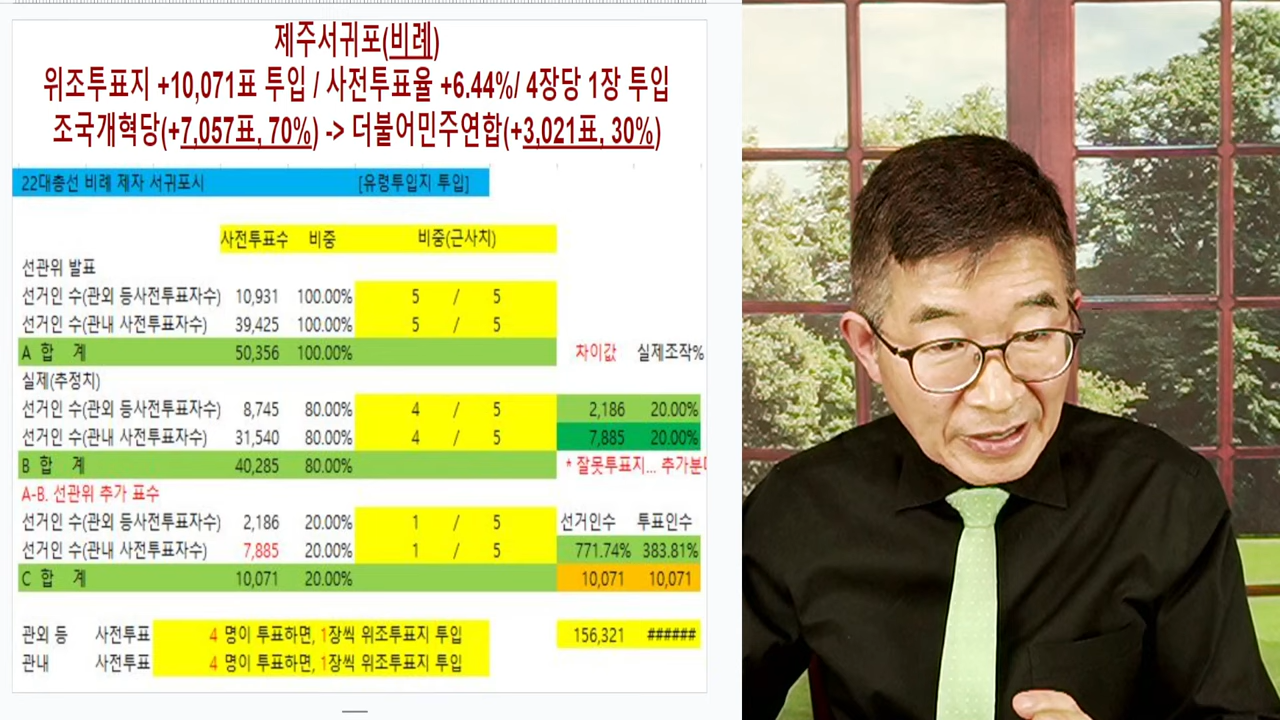 제주서귀포(비례)
위조투표지 +10,071표 투입 / 사전투표율 +6.44%/ 4장당 1장 투입
조국개혁당(+7,057표, 70%) -> 더불어민주연합(+3,021표, 30%)
22대총선 비례 제자 서귀포시 [유령투입지 투입]
사전투표수 비중 비중(근사치)
선관위 발표
선거인 수(관외 등사전투표자수) 10,931 100.00% 5 / 5
선거인 수(관내 사전투표자수) 39,425 100.00% 5 / 5
A 합 계 50,356 100.00% 차이값 실제조작%
실제(추정치)
선거인 수(관외 등사전투표자수) 8,745 80.00% 4 / 5 2,186 20.00%
선거인 수(관내 사전투표자수) 31,540 80.00% 4 / 5 7,885 20.00%
B 합 계 40,285 80.00% * 잘못투표지... 추가분
A-B. 선관위 추가 표수
선거인 수(관외 등사전투표자수) 2,186 20.00% 1 / 5 선거인수 투표인수
선거인 수(관내 사전투표자수) 7,885 20.00% 1 / 5 771.74% 383.81%
C 합 계 10,071 20.00% 10,071 10,071
관외 등 사전투표 4 명이 투표하면, 1장씩 위조투표지 투입 156,321 ######
관내 사전투표 4 명이 투표하면, 1장씩 위조투표지 투입